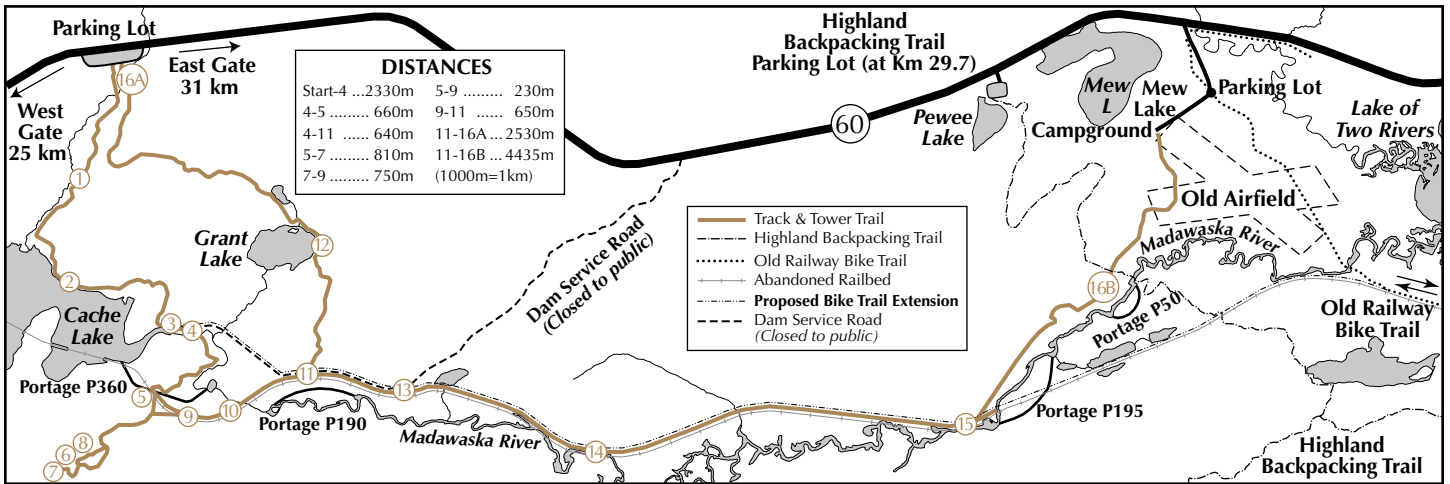 Parking Lot
16A
East Gate
31 km
West
Gate
25 km
DISTANCES
Start-4 ...2330m 5-9 ......... 230m
4-5 ...... 660m 9-11 ...... 650m
4-11 ...... 640m 11-16A ...2530m
5-7 ......... 810m 11-16B ...4435m
7-9 ......... 750m (1000m=1km)
Highland
Backpacking Trail
Parking Lot (at Km 29.7)
60
Pewee
Lake
Mew
L
Mew
Lake
Campground
Parking Lot
Lake of
Two Rivers
1
Grant
Lake
12
2
Cache
Lake
3
4
Dam Service Road
(Closed to public)
Track & Tower Trail
Highland Backpacking Trail
Old Railway Bike Trail
Abandoned Railbed
Proposed Bike Trail Extension
Dam Service Road
(Closed to public)
Old Airfield
Madawaska River
16B
Portage P50
Old Railway
Bike Trail
Portage P360
5
9
10
11
13
Portage P190
Madawaska River
14
15
Portage P195
8
6
7
Highland
Backpacking Trail